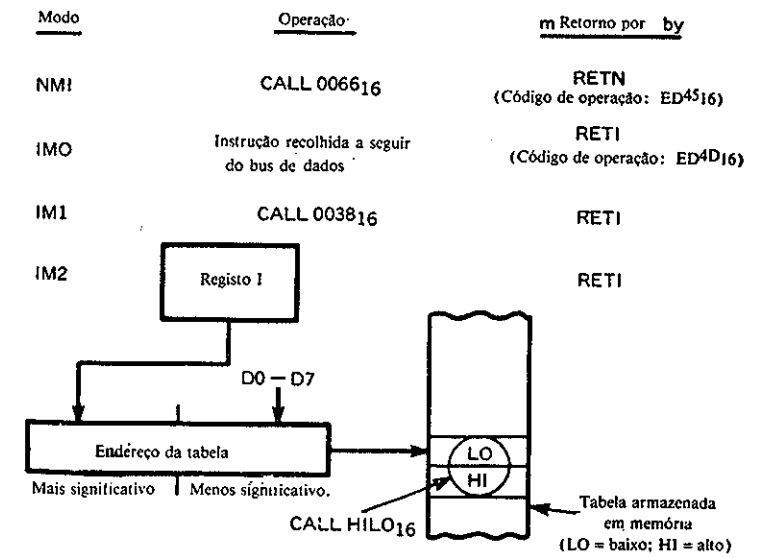 Modo Operação m Retorno por by
NMI CALL 0066₁₆ RETN
(Código de operação: ED45₁₆)
IM0 Instrução recolhida a seguir
do bus de dados
RETI
(Código de operação: ED4D₁₆)
IM1 CALL 0038₁₆ RETI
IM2 Registo I RETI
D0 — D7
Endereço da tabela
Mais significativo Menos significativo.
LO
HI
CALL HILO₁₆
Tabela armazenada
em memória
(LO = baixo; HI = alto)